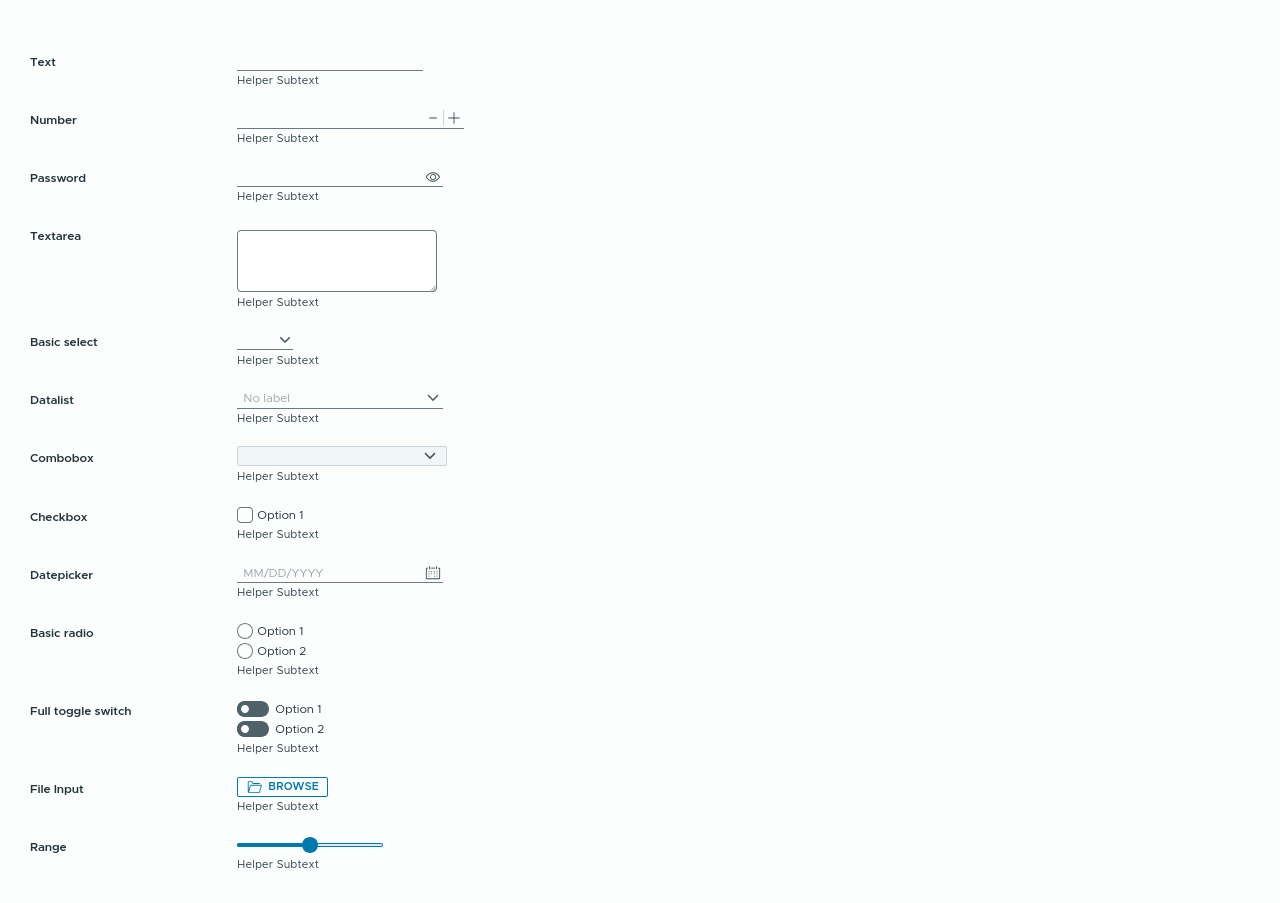 Text
Helper Subtext
Number
Helper Subtext
Password
Helper Subtext
Textarea
Helper Subtext
Basic select
Helper Subtext
Datalist
No label
Helper Subtext
Combobox
Helper Subtext
Checkbox
Option 1
Helper Subtext
Datepicker
MM/DD/YYYY
Helper Subtext
Basic radio
Option 1
Option 2
Helper Subtext
Full toggle switch
Option 1
Option 2
Helper Subtext
File Input
BROWSE
Helper Subtext
Range
Helper Subtext